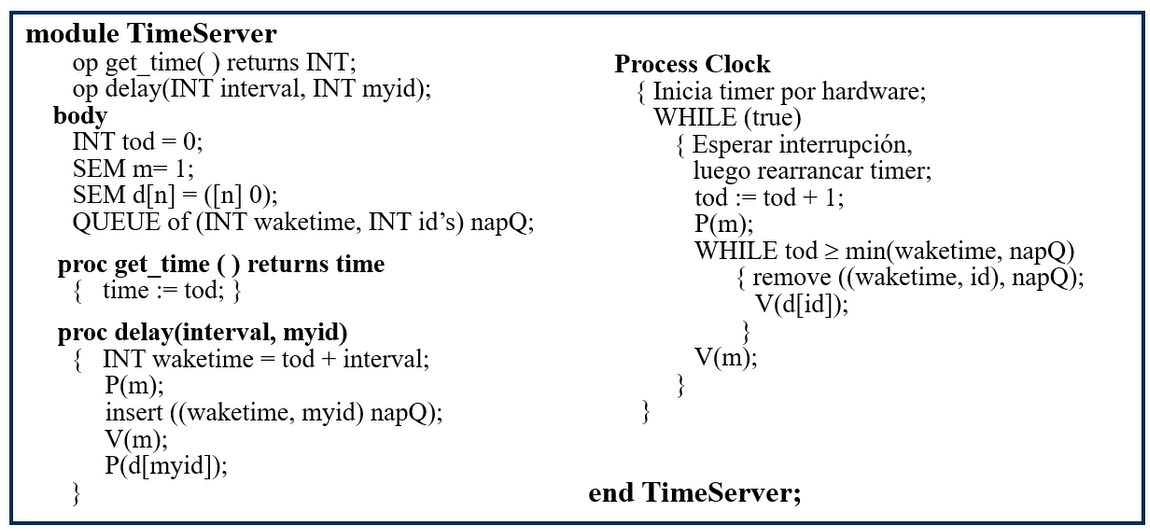 module TimeServer
op get_time( ) returns INT;
op delay(INT interval, INT myid);
body
INT tod = 0;
SEM m= 1;
SEM d[n] = ([n] 0);
QUEUE of (INT waketime, INT id’s) napQ;
proc get_time ( ) returns time
{ time := tod; }
proc delay(interval, myid)
{ INT waketime = tod + interval;
P(m);
insert ((waketime, myid) napQ);
V(m);
P(d[myid]);
}
Process Clock
{ Inicia timer por hardware;
WHILE (true)
{ Esperar interrupción,
luego rearrancar timer;
tod := tod + 1;
P(m);
WHILE tod ≥ min(waketime, napQ)
{ remove ((waketime, id), napQ);
V(d[id]);
}
V(m);
}
}
end TimeServer;